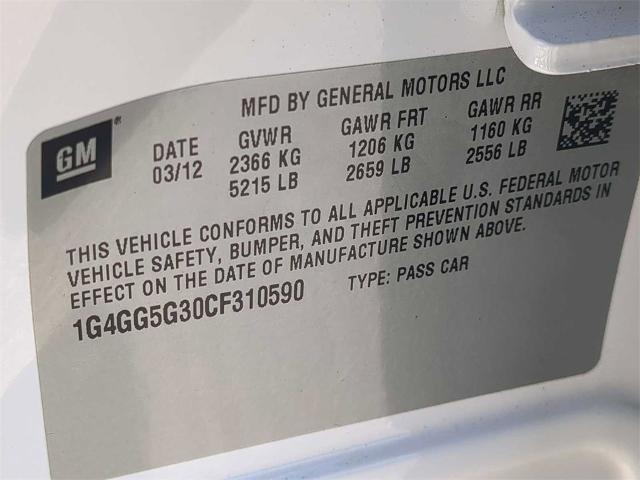 MFD BY GENERAL MOTORS LLC
GM®
DATE GVWR GAWR FRT GAWR RR
03/12 2366 KG 1206 KG 1160 KG
5215 LB 2659 LB 2556 LB
THIS VEHICLE CONFORMS TO ALL APPLICABLE U.S. FEDERAL MOTOR
VEHICLE SAFETY, BUMPER, AND THEFT PREVENTION STANDARDS IN
EFFECT ON THE DATE OF MANUFACTURE SHOWN ABOVE.
1G4GG5G30CF310590 TYPE: PASS CAR